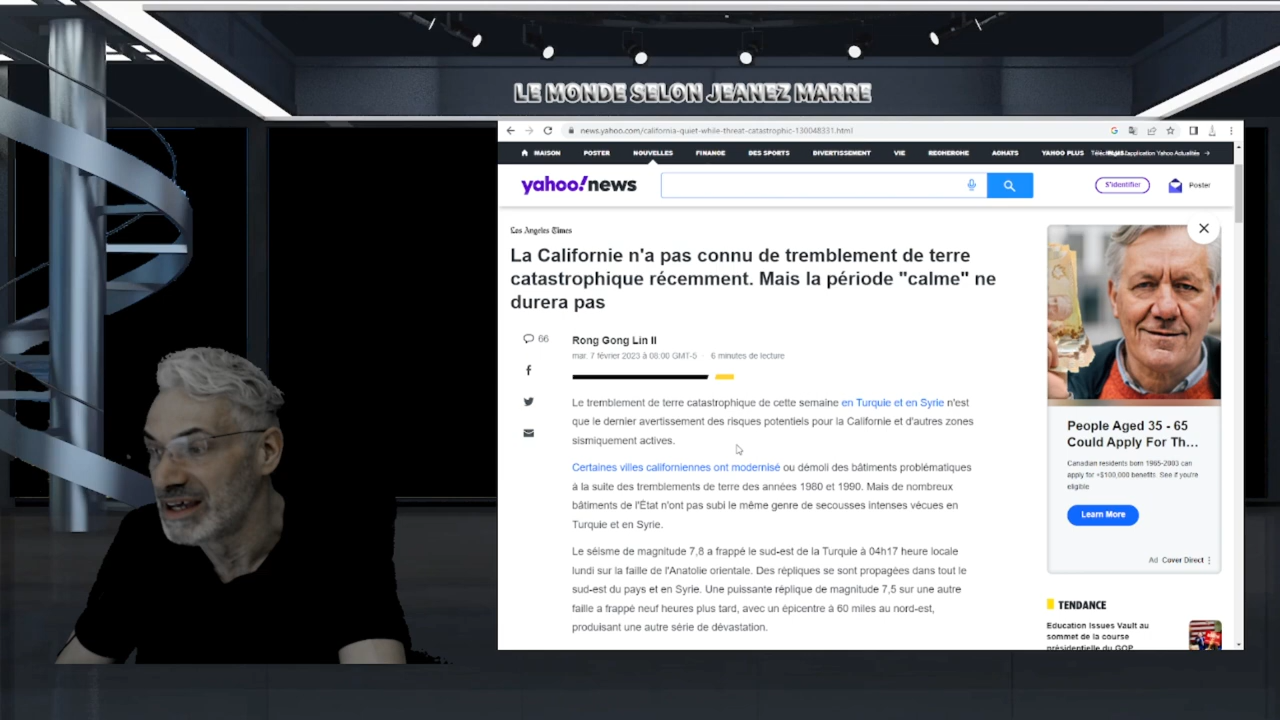 LE MONDE SELON JEANEZ MARRE
news.yahoo.com/california-quiet-while-threat-catastrophic-130048331.html
MAISON POSTER NOUVELLES FINANCE DES SPORTS DIVERTISSEMENT VIE RECHERCHE ACHATS YAHOO PLUS l'application Yahoo Actualités →
yahoo!news
S'identifier
Poster
Los Angeles Times
La Californie n'a pas connu de tremblement de terre
catastrophique récemment. Mais la période "calme" ne
durera pas
66
Rong Gong Lin II
mar. 7 février 2023 à 08:00 GMT-5 · 6 minutes de lecture
Le tremblement de terre catastrophique de cette semaine en Turquie et en Syrie n'est
que le dernier avertissement des risques potentiels pour la Californie et d'autres zones
sismiquement actives.
Certaines villes californiennes ont modernisé ou démoli des bâtiments problématiques
à la suite des tremblements de terre des années 1980 et 1990. Mais de nombreux
bâtiments de l'État n'ont pas subi le même genre de secousses intenses vécues en
Turquie et en Syrie.
Le séisme de magnitude 7,8 a frappé le sud-est de la Turquie à 04h17 heure locale
lundi sur la faille de l'Anatolie orientale. Des répliques se sont propagées dans tout le
sud-est du pays et en Syrie. Une puissante réplique de magnitude 7,5 sur une autre
faille a frappé neuf heures plus tard, avec un épicentre à 60 miles au nord-est,
produisant une autre série de dévastation.
People Aged 35 - 65
Could Apply For Th...
Canadian residents born 1965-2003 can
apply for +$100,000 benefits. See if you're
eligible
Learn More
Ad Cover Direct
TENDANCE
Education Issues Vault au
sommet de la course
présidentielle du GOP